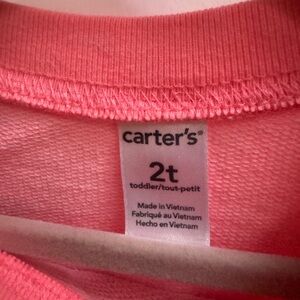 carter's®
2t
toddler/tout-petit
Made in Vietnam
Fabriqué au Vietnam
Hecho en Vietnam